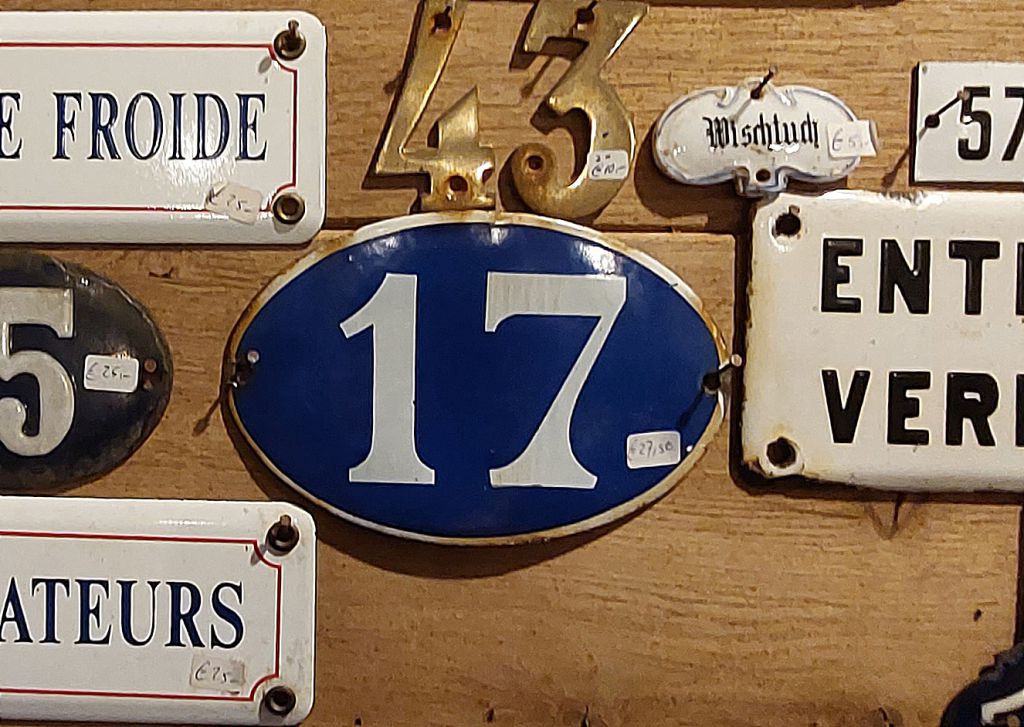 E FROIDE
€25,-
43
€10,-
Wischtuch
€5,-
57
5
€25,-
17
€27,50
ENT
VER
ATEURS
€25,-